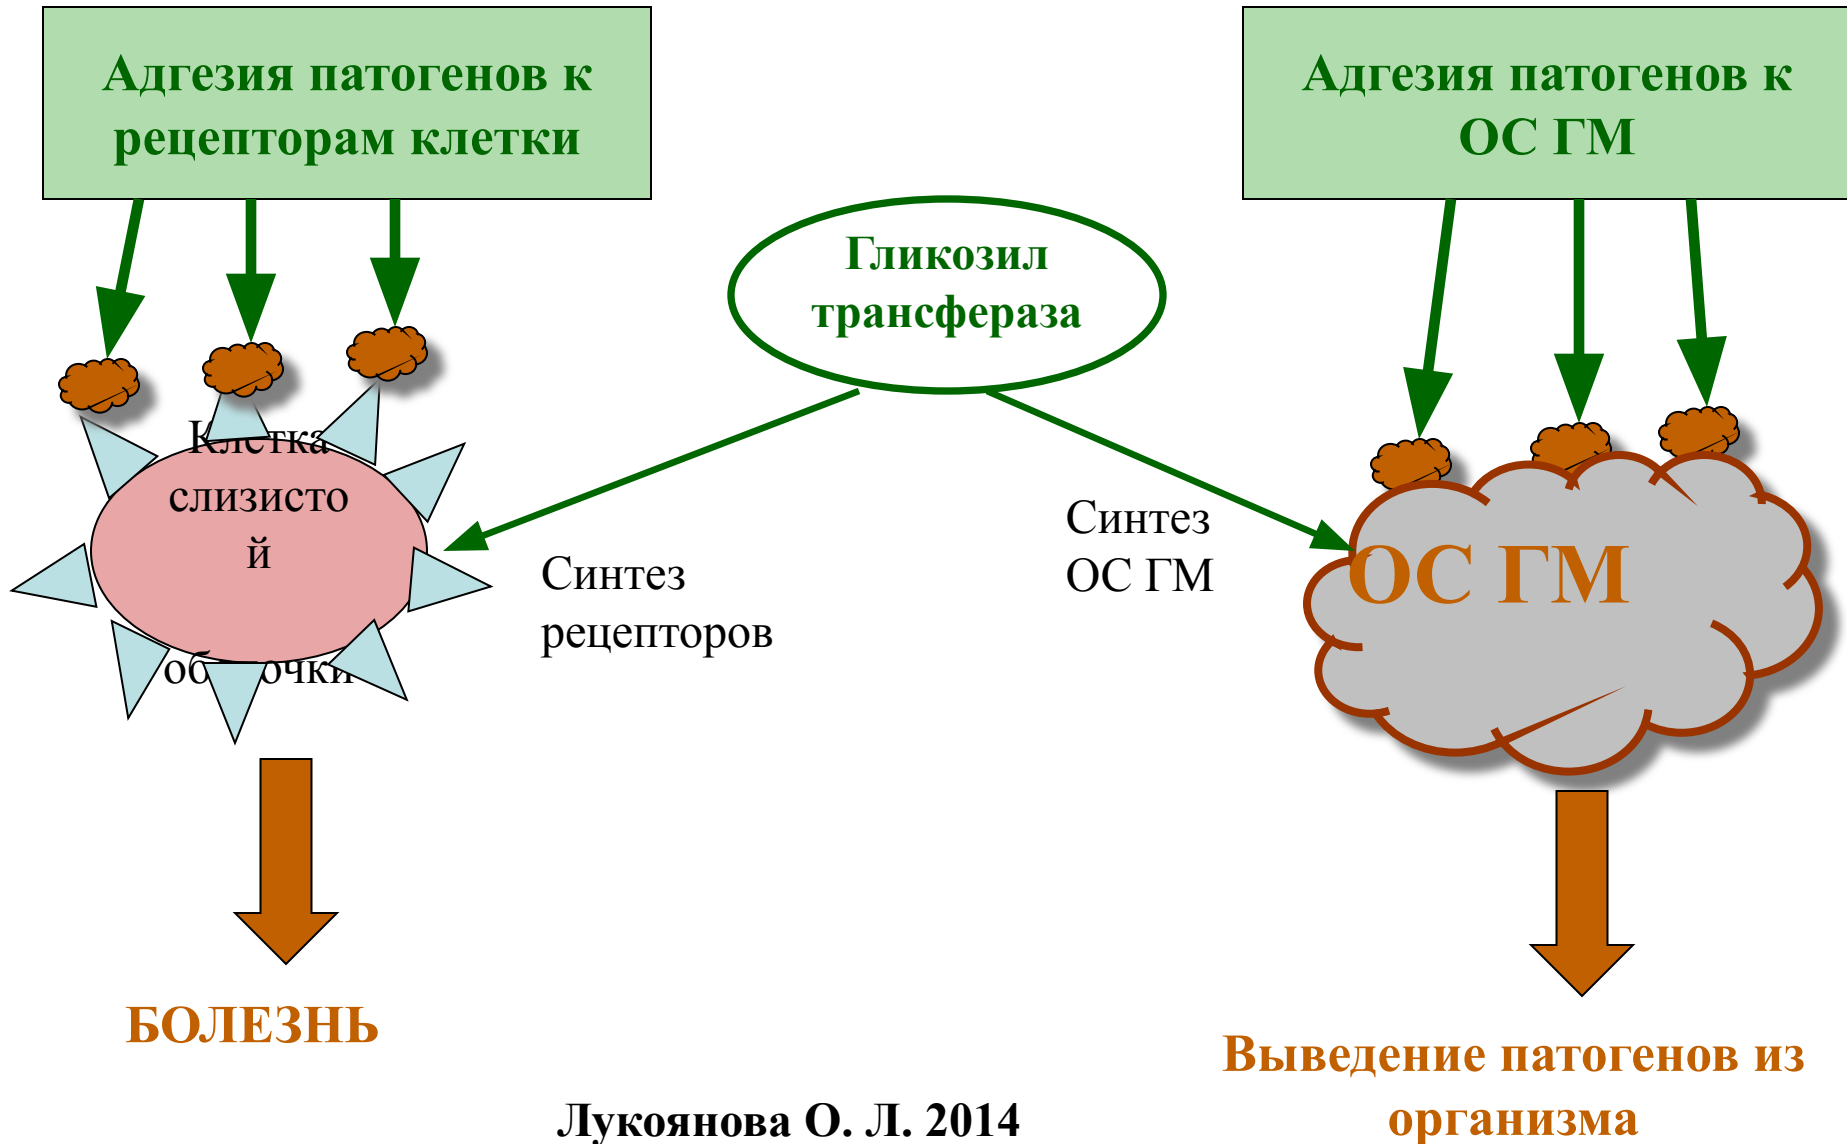 Адгезия патогенов к
рецепторам клетки
Адгезия патогенов к
ОС ГМ
Гликозил
трансфераза
Клетка
слизисто
й
Синтез
рецепторов
Синтез
ОС ГМ
ОС ГМ
БОЛЕЗНЬ
Выведение патогенов из
организма
Лукоянова О. Л. 2014